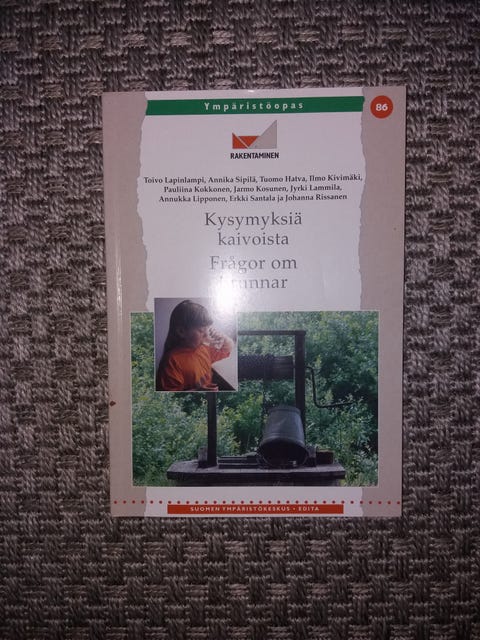 Ympäristöopas
86
RAKENTAMINEN
Toivo Lapinlampi, Annika Sipilä, Tuomo Hatva, Ilmo Kivimäki,
Pauliina Kokkonen, Jarmo Kosunen, Jyrki Lammila,
Annukka Lipponen, Erkki Santala ja Johanna Rissanen
Kysymyksiä
kaivoista
Frågor om
brunnar
SUOMEN YMPÄRISTÖKESKUS • EDITA